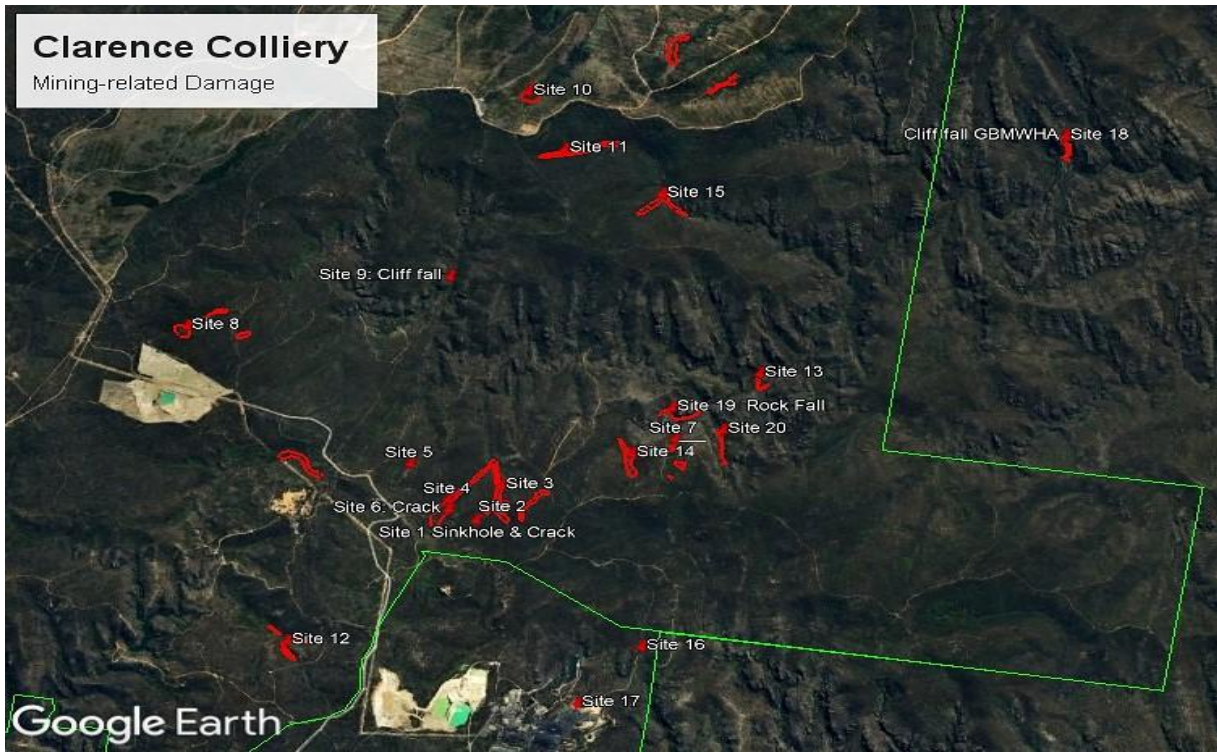 Clarence Colliery
Mining-related Damage
Site 10
Cliff fall GBMWHA
Site 18
Site 11
Site 15
Site 9: Cliff fall
Site 8
Site 13
Site 19 Rock Fall
Site 7
Site 20
Site 14
Site 5
Site 3
Site 4
Site 6: Crack
Site 2
Site 1 Sinkhole & Crack
Site 12
Site 16
Site 17
Google Earth